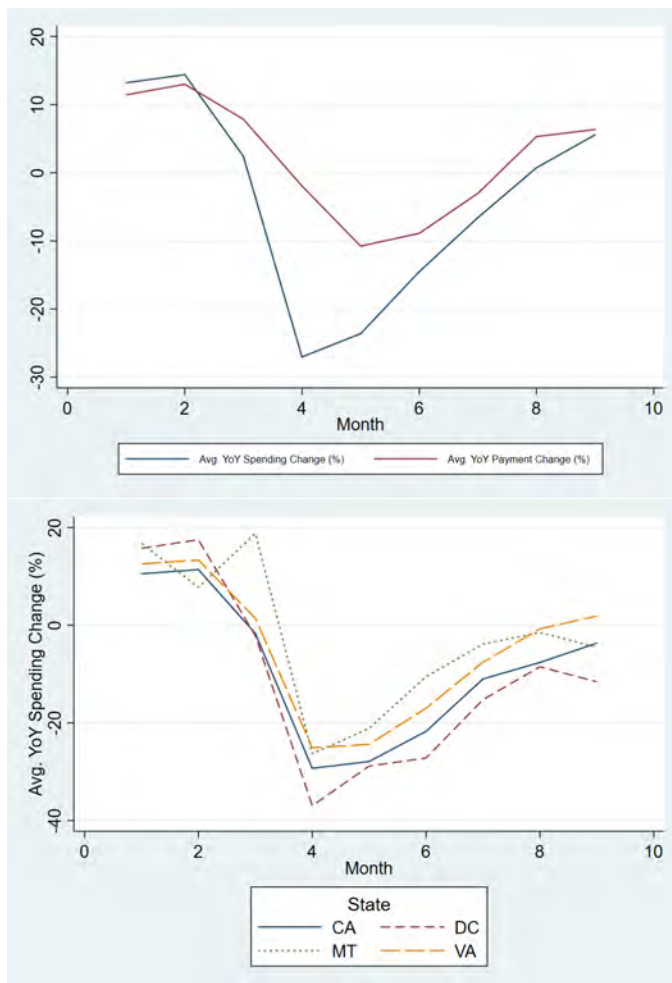 20
10
0
-10
-20
-30
0 2 4 6 8 10
Month
Avg. YoY Spending Change (%) Avg. YoY Payment Change (%)
Avg. YoY Spending Change (%)
20
0
-20
-40
0 2 4 6 8 10
Month
State
CA DC
MT VA